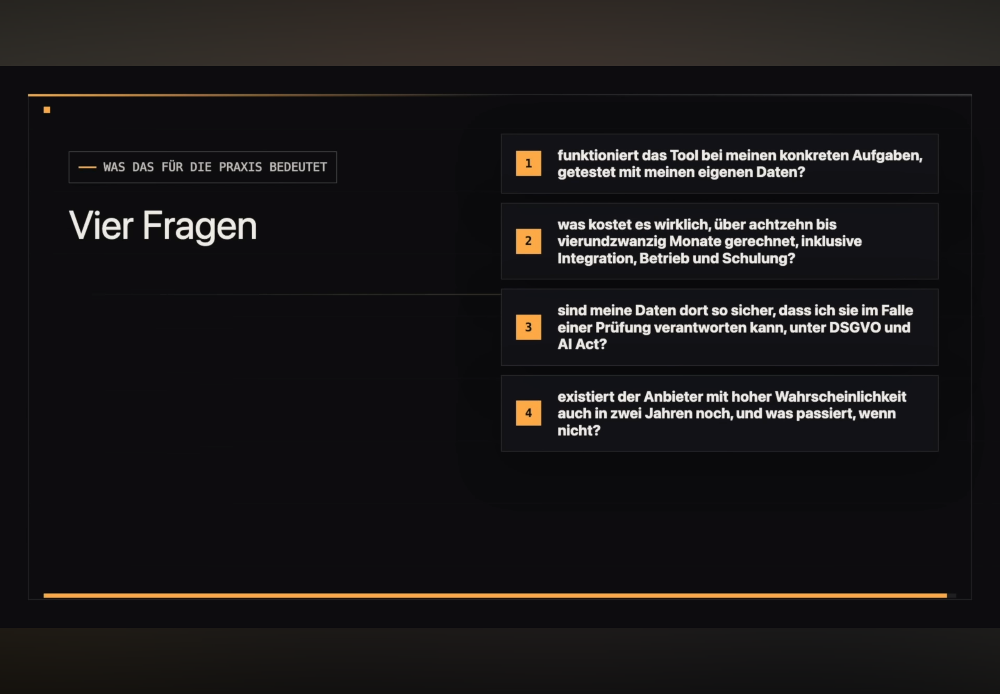 WAS DAS FÜR DIE PRAXIS BEDEUTET
Vier Fragen
1
funktioniert das Tool bei meinen konkreten Aufgaben,
getestet mit meinen eigenen Daten?
2
was kostet es wirklich, über achtzehn bis
vierundzwanzig Monate gerechnet, inklusive
Integration, Betrieb und Schulung?
3
sind meine Daten dort so sicher, dass ich sie im Falle
einer Prüfung verantworten kann, unter DSGVO und
AI Act?
4
existiert der Anbieter mit hoher Wahrscheinlichkeit
auch in zwei Jahren noch, und was passiert, wenn
nicht?